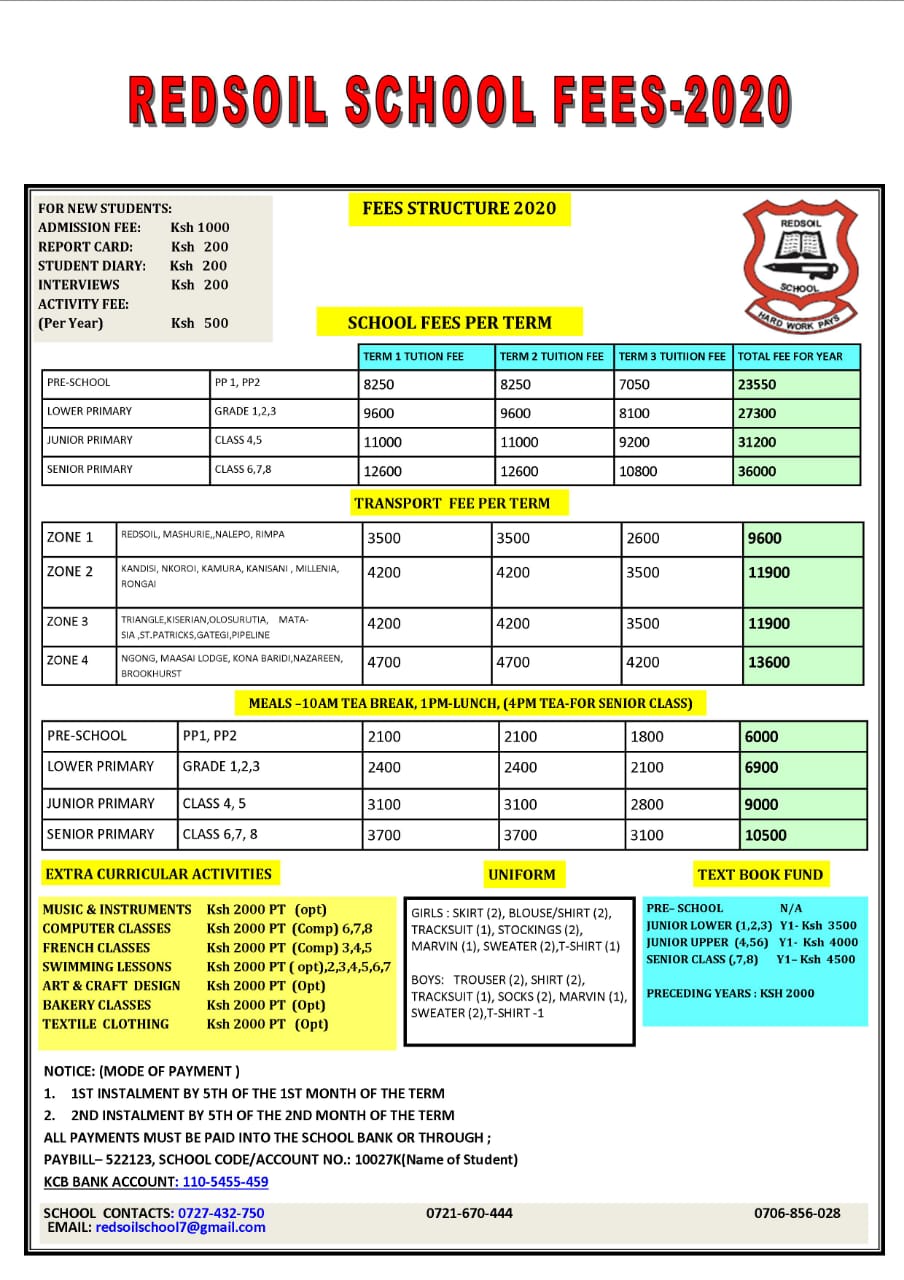 REDSOIL SCHOOL FEES-2020
FOR NEW STUDENTS:
ADMISSION FEE: Ksh 1000
REPORT CARD: Ksh 200
STUDENT DIARY: Ksh 200
INTERVIEWS Ksh 200
ACTIVITY FEE:
(Per Year) Ksh 500
FEES STRUCTURE 2020
REDSOIL
SCHOOL
HARD WORK PAYS
SCHOOL FEES PER TERM
TERM 1 TUTION FEE TERM 2 TUITION FEE TERM 3 TUITIION FEE TOTAL FEE FOR YEAR
PRE-SCHOOL PP 1, PP2 8250 8250 7050 23550
LOWER PRIMARY GRADE 1,2,3 9600 9600 8100 27300
JUNIOR PRIMARY CLASS 4,5 11000 11000 9200 31200
SENIOR PRIMARY CLASS 6,7,8 12600 12600 10800 36000
TRANSPORT FEE PER TERM
ZONE 1 REDSOIL, MASHURIE,,NALEPO, RIMPA 3500 3500 2600 9600
ZONE 2 KANDISI, NKOROI, KAMURA, KANISANI , MILLENIA, 4200 4200 3500 11900
RONGAI
ZONE 3 TRIANGLE,KISERIAN,OLOSURUTIA, MATA- 4200 4200 3500 11900
SIA ,ST.PATRICKS,GATEGI,PIPELINE
ZONE 4 NGONG, MAASAI LODGE, KONA BARIDI,NAZAREEN, 4700 4700 4200 13600
BROOKHURST
MEALS –10AM TEA BREAK, 1PM-LUNCH, (4PM TEA-FOR SENIOR CLASS)
PRE-SCHOOL PP1, PP2 2100 2100 1800 6000
LOWER PRIMARY GRADE 1,2,3 2400 2400 2100 6900
JUNIOR PRIMARY CLASS 4, 5 3100 3100 2800 9000
SENIOR PRIMARY CLASS 6,7, 8 3700 3700 3100 10500
EXTRA CURRICULAR ACTIVITIES
MUSIC & INSTRUMENTS Ksh 2000 PT (opt)
COMPUTER CLASSES Ksh 2000 PT (Comp) 6,7,8
FRENCH CLASSES Ksh 2000 PT (Comp) 3,4,5
SWIMMING LESSONS Ksh 2000 PT ( opt),2,3,4,5,6,7
ART & CRAFT DESIGN Ksh 2000 PT (Opt)
BAKERY CLASSES Ksh 2000 PT (Opt)
TEXTILE CLOTHING Ksh 2000 PT (Opt)
UNIFORM
GIRLS : SKIRT (2), BLOUSE/SHIRT (2),
TRACKSUIT (1), STOCKINGS (2),
MARVIN (1), SWEATER (2),T-SHIRT (1)
BOYS: TROUSER (2), SHIRT (2),
TRACKSUIT (1), SOCKS (2), MARVIN (1),
SWEATER (2),T-SHIRT -1
TEXT BOOK FUND
PRE– SCHOOL N/A
JUNIOR LOWER (1,2,3) Y1- Ksh 3500
JUNIOR UPPER (4,56) Y1- Ksh 4000
SENIOR CLASS (,7,8) Y1– Ksh 4500
PRECEDING YEARS : KSH 2000
NOTICE: (MODE OF PAYMENT )
1. 1ST INSTALMENT BY 5TH OF THE 1ST MONTH OF THE TERM
2. 2ND INSTALMENT BY 5TH OF THE 2ND MONTH OF THE TERM
ALL PAYMENTS MUST BE PAID INTO THE SCHOOL BANK OR THROUGH ;
PAYBILL– 522123, SCHOOL CODE/ACCOUNT NO.: 10027K(Name of Student)
KCB BANK ACCOUNT: 110-5455-459
SCHOOL CONTACTS: 0727-432-750 0721-670-444 0706-856-028
EMAIL: redsoilschool7@gmail.com